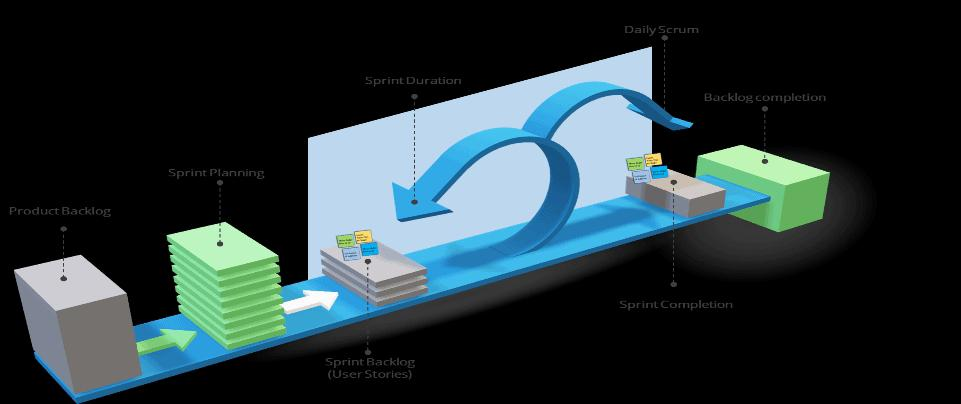 Daily Scrum
Sprint Duration
Backlog completion
Sprint Planning
Product Backlog
Sprint Completion
Sprint Backlog
(User Stories)